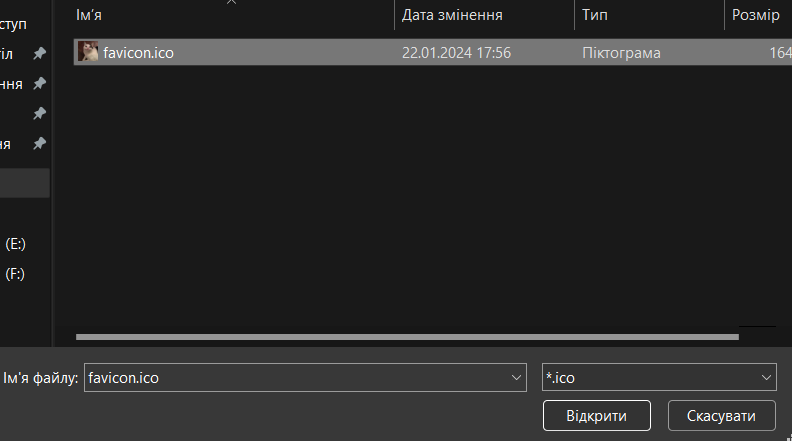 Ім'я Дата змінення Тип Розмір
ступ
favicon.ico 22.01.2024 17:56 Піктограма 164
іл
ння
ня
(E:)
(F:)
Ім'я файлу: favicon.ico *.ico
Відкрити Скасувати